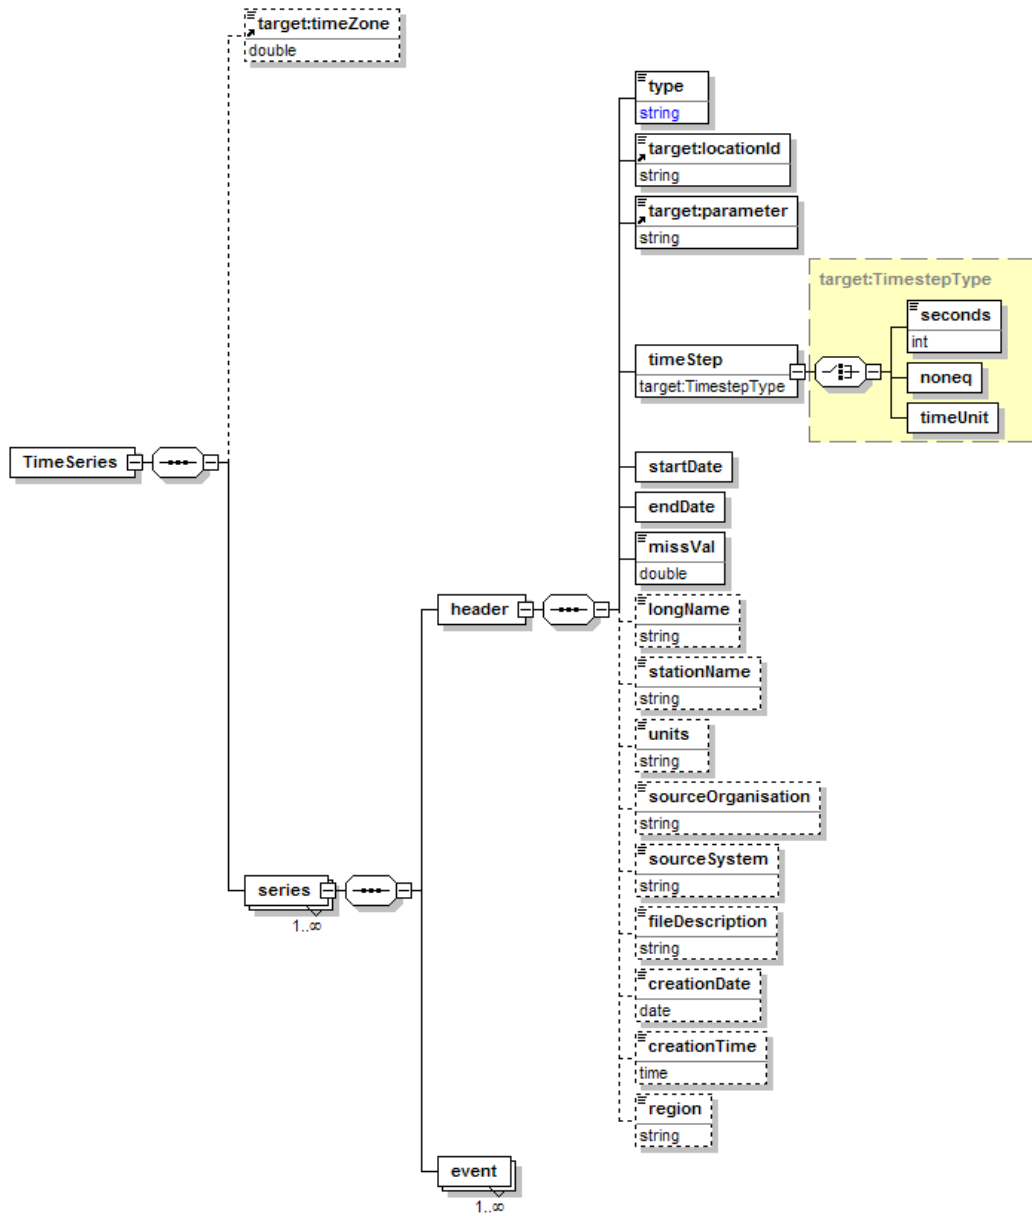 target:timeZone
double
type
string
target:locationId
string
target:parameter
string
target:TimestepType
seconds
int
timeStep
target:TimestepType
noneq
timeUnit
TimeSeries
startDate
endDate
missVal
double
header
longName
string
stationName
string
units
string
sourceOrganisation
string
sourceSystem
string
series
1..∞
fileDescription
string
creationDate
date
creationTime
time
region
string
event
1..∞